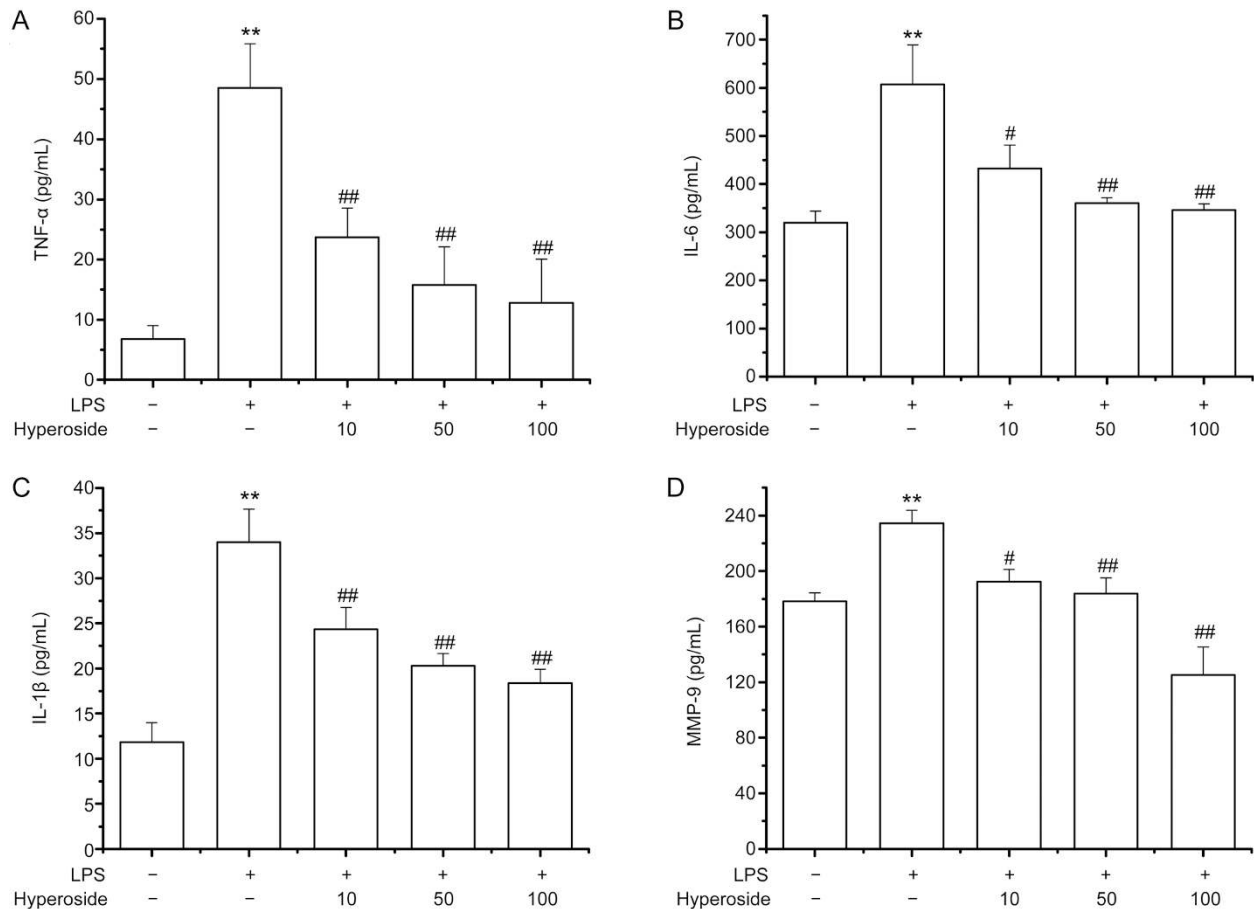 A
60
50
40
30
20
10
0
TNF-α (pg/mL)
**
##
##
##
LPS − + + + +
Hyperoside − − 10 50 100
B
700
600
500
400
300
200
100
0
IL-6 (pg/mL)
**
#
##
##
LPS − + + + +
Hyperoside − − 10 50 100
C
40
35
30
25
20
15
10
5
0
IL-1β (pg/mL)
**
##
##
##
LPS − + + + +
Hyperoside − − 10 50 100
D
240
200
160
120
80
40
0
MMP-9 (pg/mL)
**
#
##
##
LPS − + + + +
Hyperoside − − 10 50 100